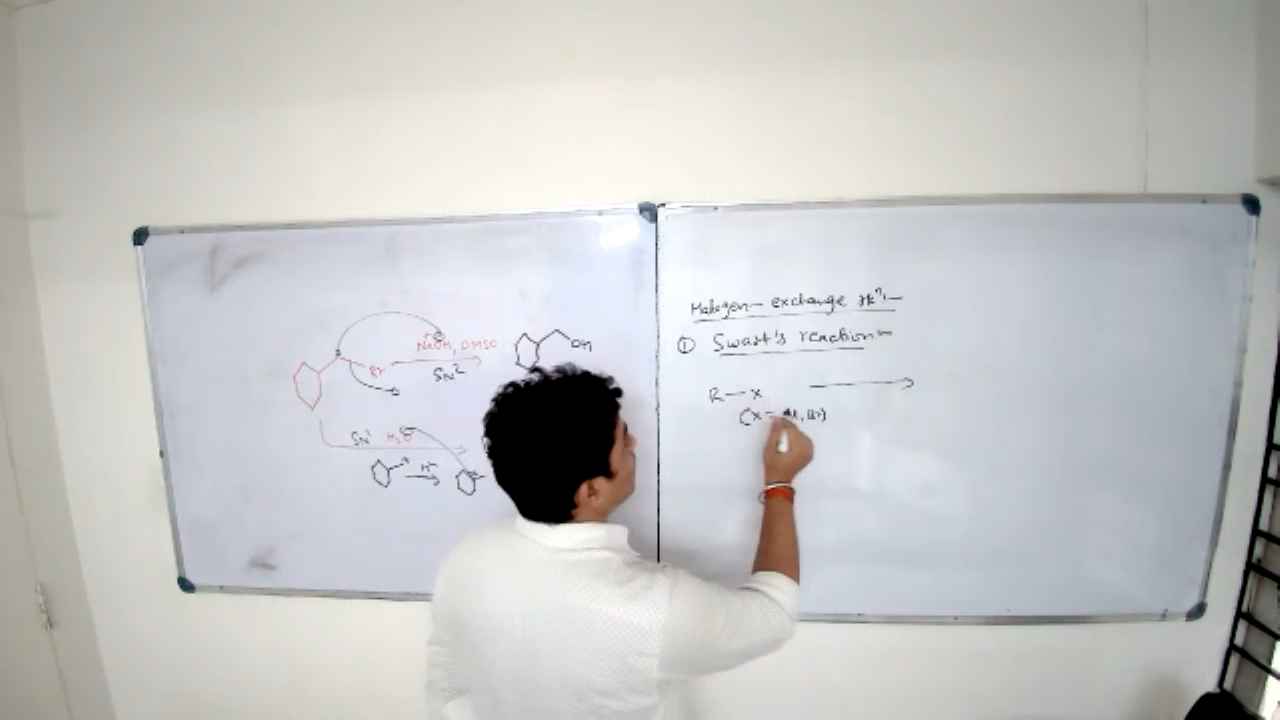 Br
NaOH, DMSO
SN2
OH
SN1 H2O
+ H+
Halogen- exchange rxn:-
① Swart's reaction-
R - X
(X = Cl, Br)